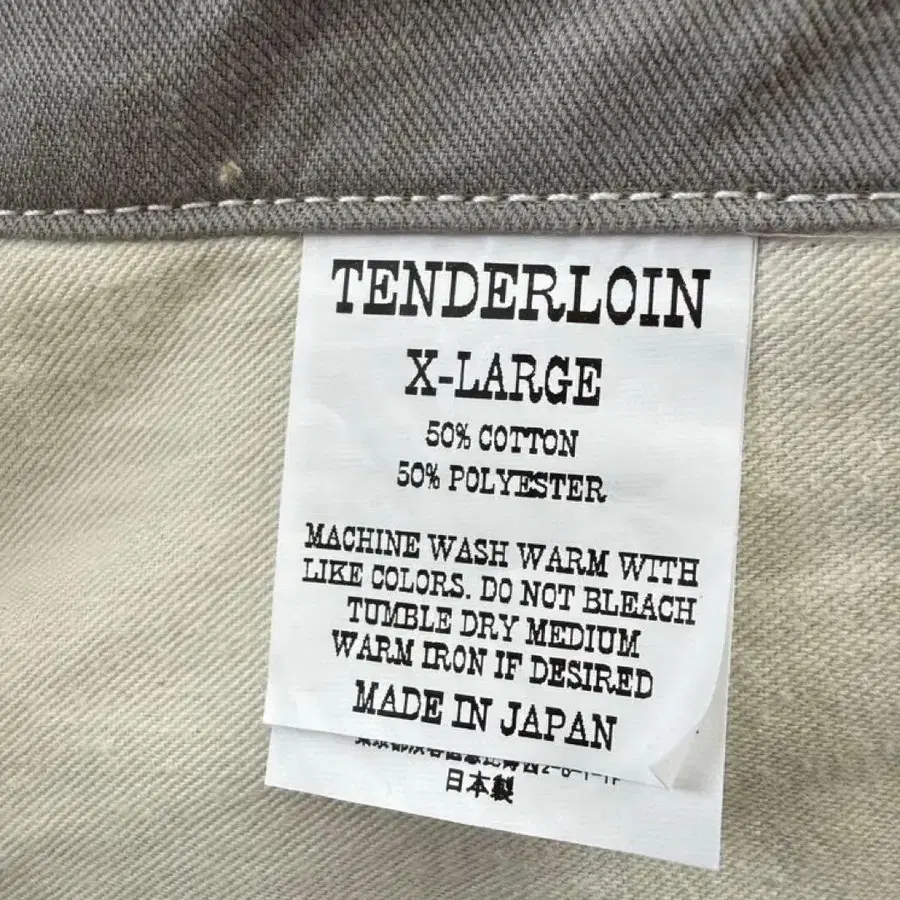 TENDERLOIN
X-LARGE
50% COTTON
50% POLYESTER
MACHINE WASH WARM WITH
LIKE COLORS. DO NOT BLEACH
TUMBLE DRY MEDIUM
WARM IRON IF DESIRED
MADE IN JAPAN
日本製